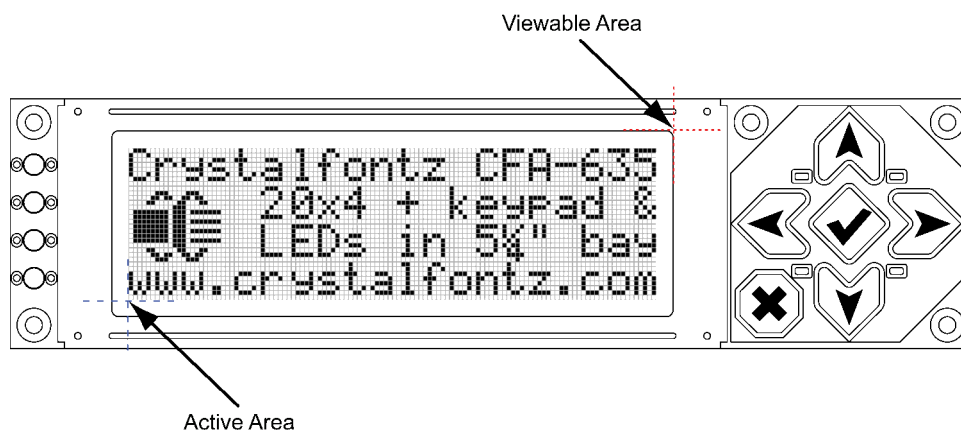 Viewable Area
Crystalfontz CFA-635
20x4 + keypad &
LEDs in 5¼" bay
www.crystalfontz.com
Active Area